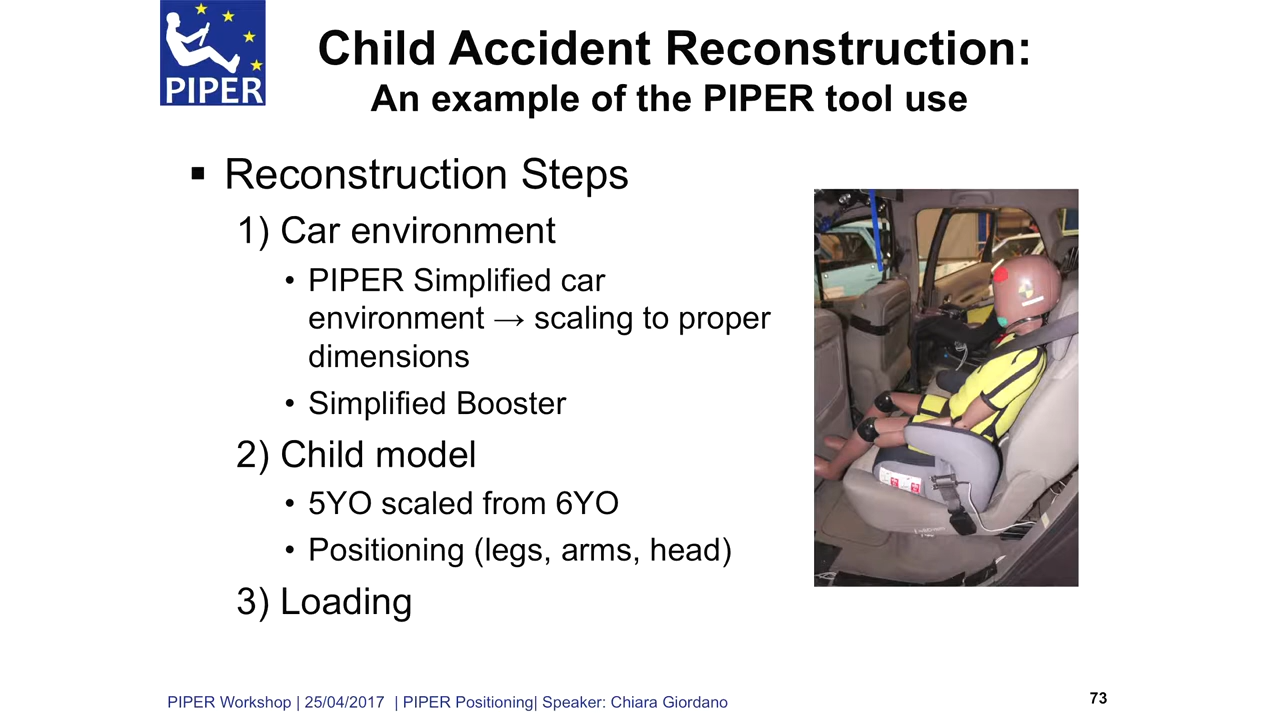 PIPER
Child Accident Reconstruction:
An example of the PIPER tool use
▪ Reconstruction Steps
1) Car environment
• PIPER Simplified car
environment → scaling to proper
dimensions
• Simplified Booster
2) Child model
• 5YO scaled from 6YO
• Positioning (legs, arms, head)
3) Loading
PIPER Workshop | 25/04/2017 | PIPER Positioning| Speaker: Chiara Giordano
73